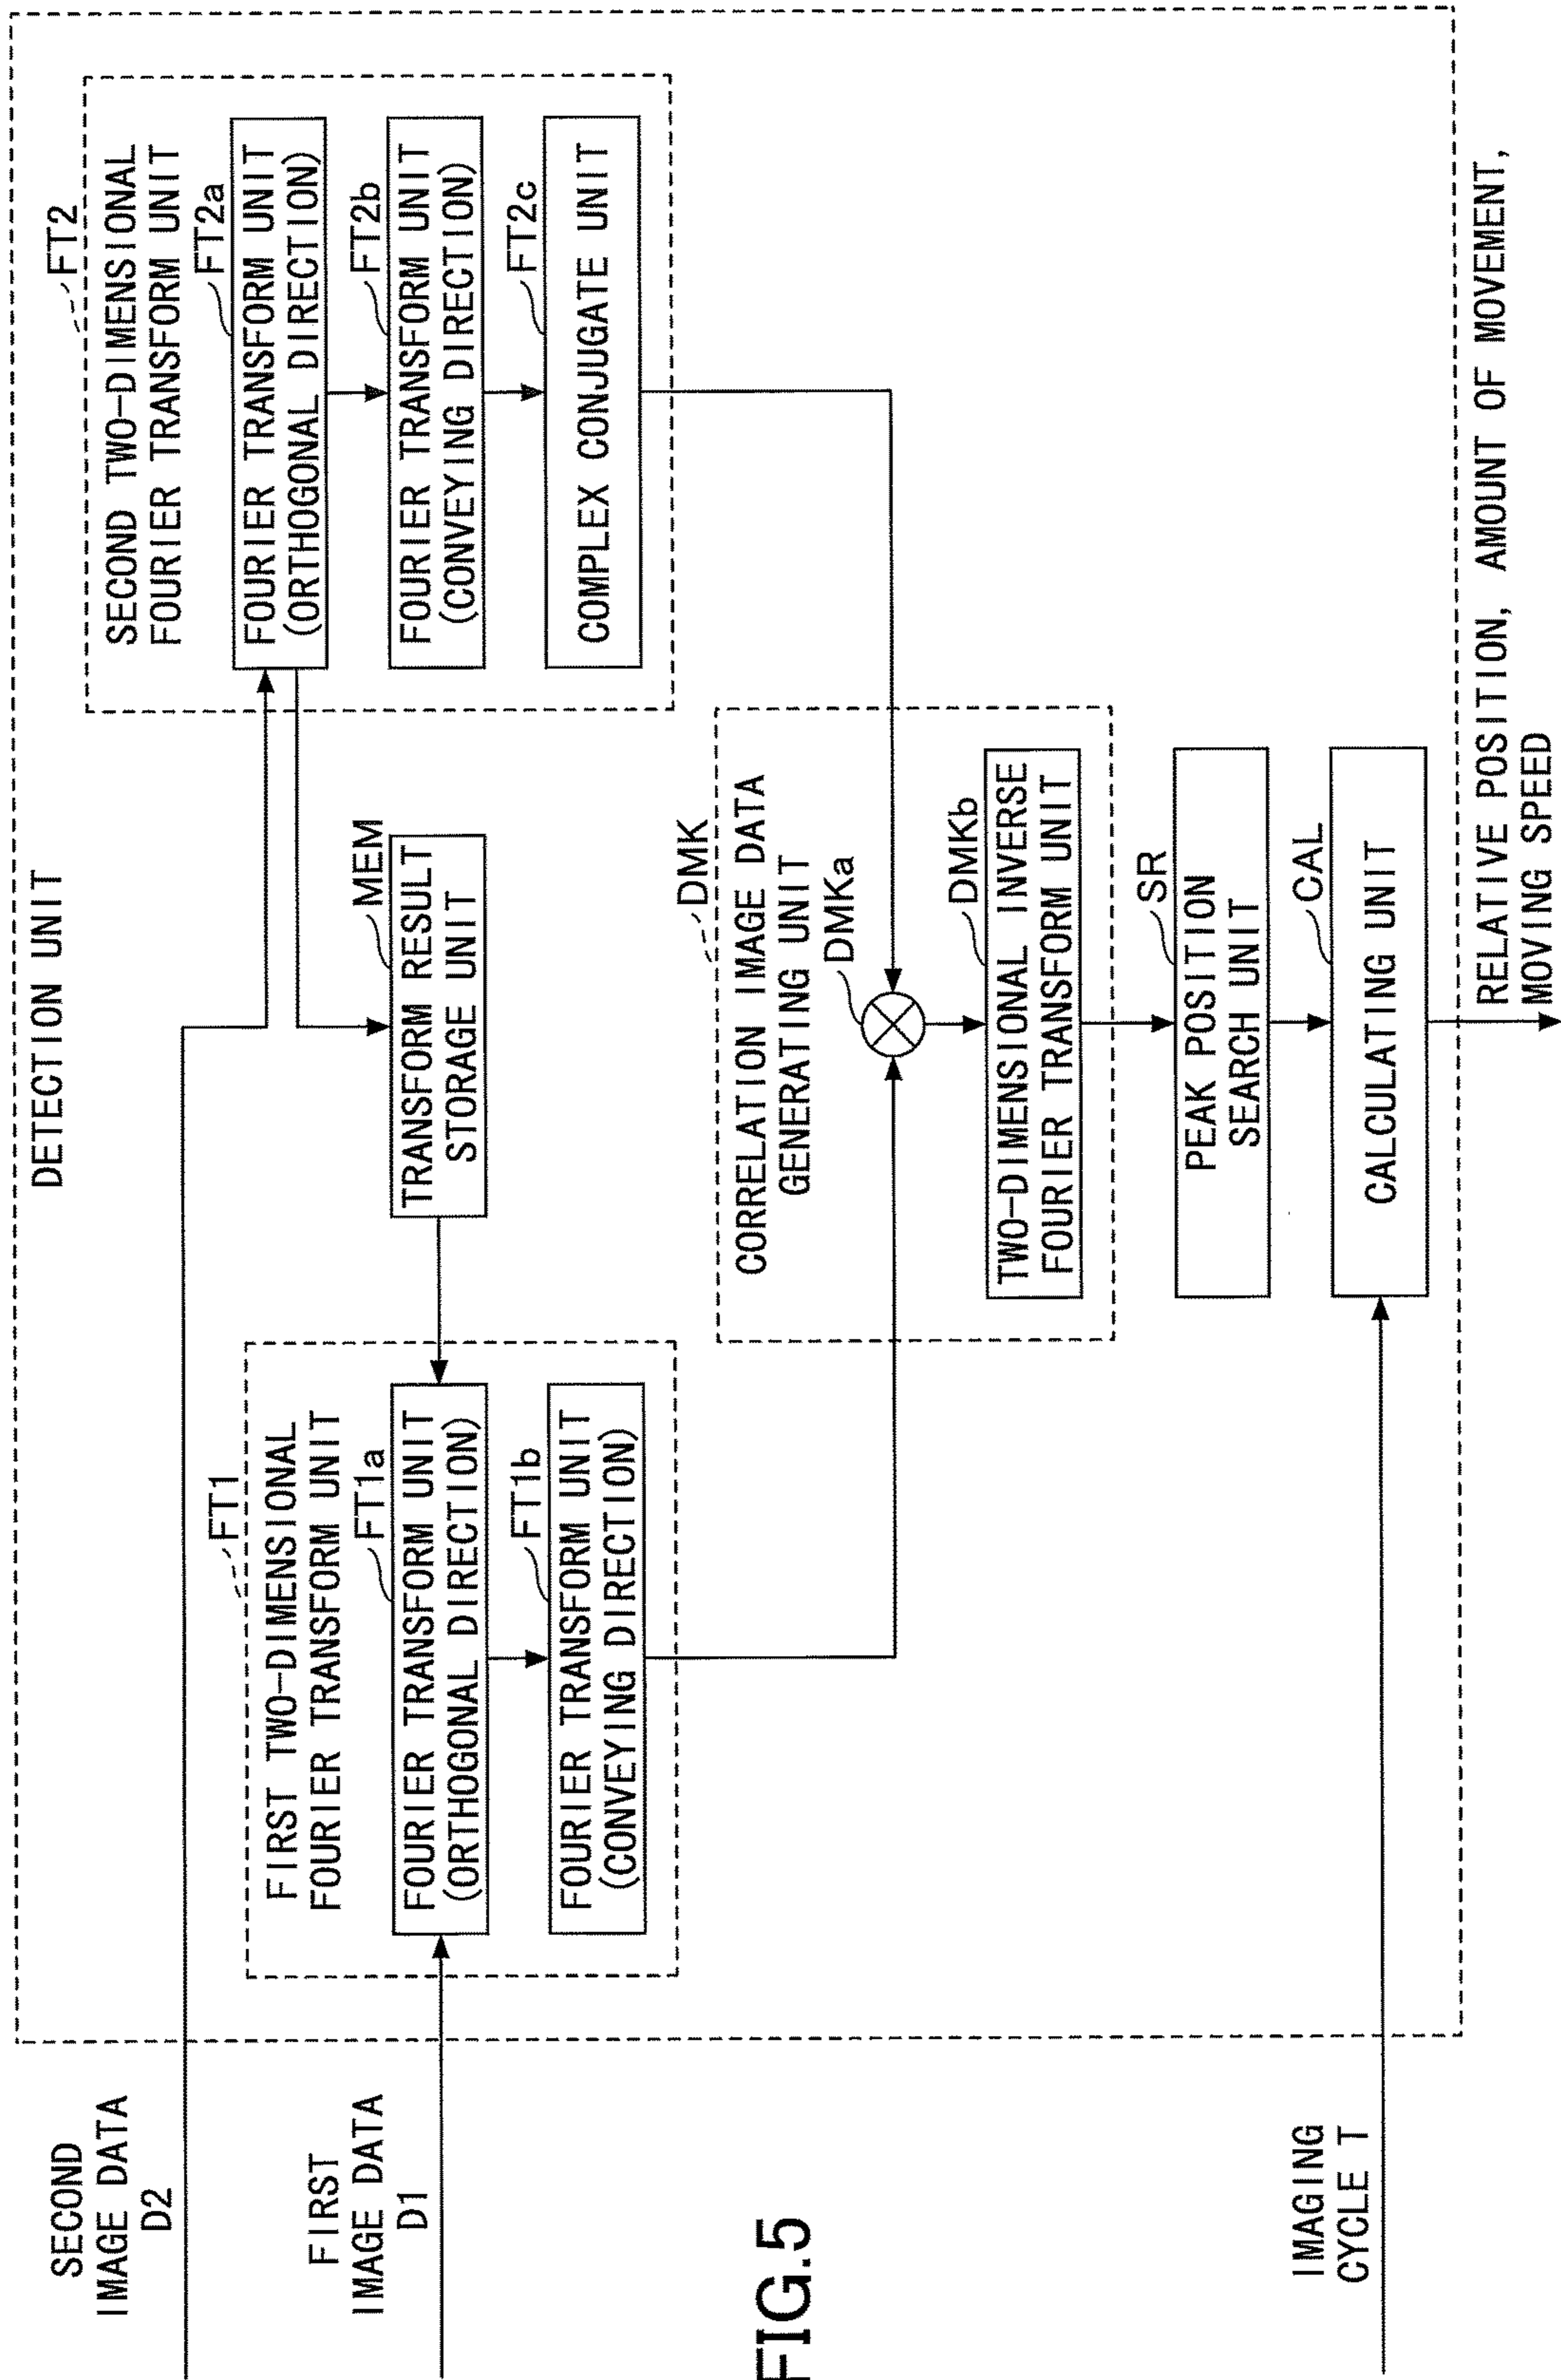 FIG.5
DETECTION UNIT
SECOND
IMAGE DATA
D2
FIRST
IMAGE DATA
D1
IMAGING
CYCLE T
FT1
FIRST TWO-DIMENSIONAL
FOURIER TRANSFORM UNIT
FT1a
FOURIER TRANSFORM UNIT
(ORTHOGONAL DIRECTION)
FT1b
FOURIER TRANSFORM UNIT
(CONVEYING DIRECTION)
MEM
TRANSFORM RESULT
STORAGE UNIT
FT2
SECOND TWO-DIMENSIONAL
FOURIER TRANSFORM UNIT
FT2a
FOURIER TRANSFORM UNIT
(ORTHOGONAL DIRECTION)
FT2b
FOURIER TRANSFORM UNIT
(CONVEYING DIRECTION)
FT2c
COMPLEX CONJUGATE UNIT
DMK
CORRELATION IMAGE DATA
GENERATING UNIT
DMKa
DMKb
TWO-DIMENSIONAL INVERSE
FOURIER TRANSFORM UNIT
SR
PEAK POSITION
SEARCH UNIT
CAL
CALCULATING UNIT
RELATIVE POSITION, AMOUNT OF MOVEMENT,
MOVING SPEED